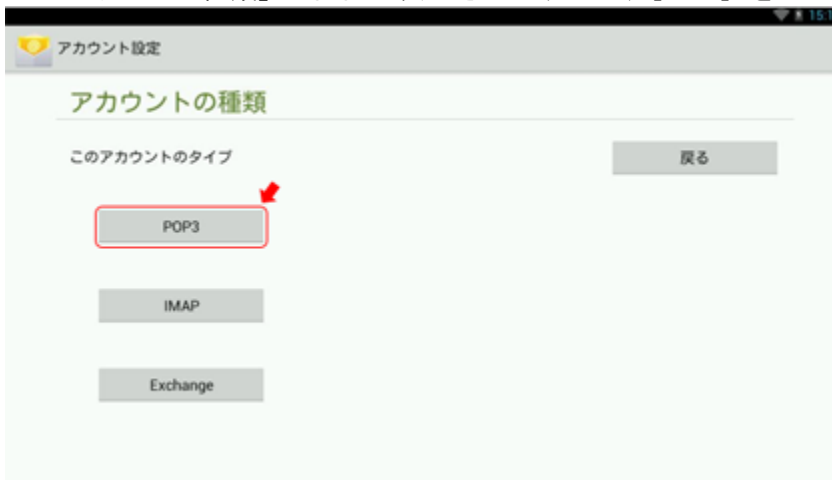 アカウント設定
アカウントの種類
このアカウントのタイプ
戻る
POP3
IMAP
Exchange